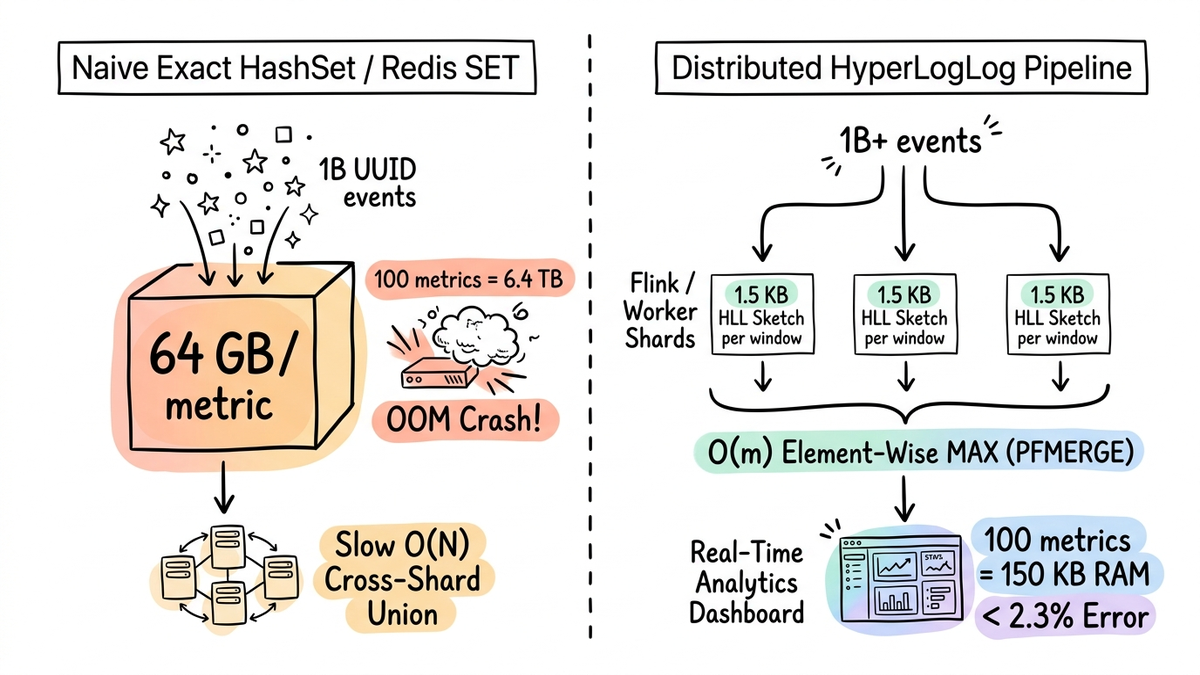 Naive Exact HashSet / Redis SET
1B UUID
events
64 GB/
metric
100 metrics = 6.4 TB
OOM Crash!
Slow O(N)
Cross-Shard
Union
Distributed HyperLogLog Pipeline
1B+ events
Flink /
Worker
Shards
1.5 KB
HLL Sketch
per window
1.5 KB
HLL Sketch
per window
1.5 KB
HLL Sketch
per window
O(m) Element-Wise MAX (PFMERGE)
Real-Time
Analytics
Dashboard
100 metrics
= 150 KB RAM
< 2.3% Error